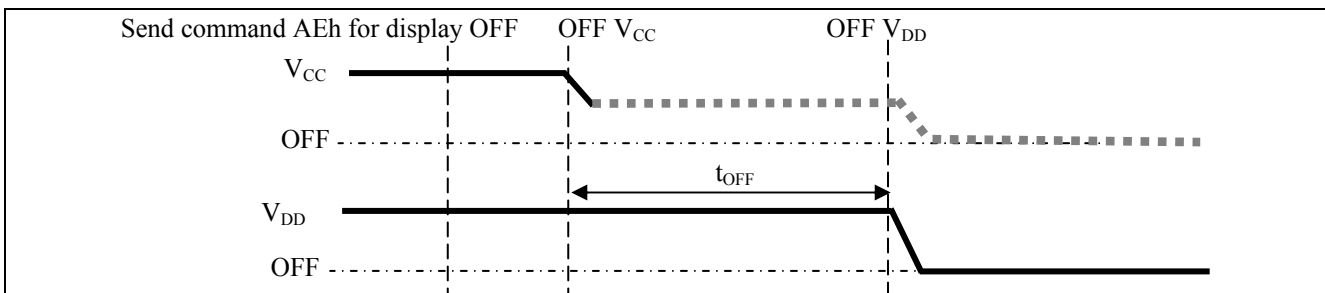 Send command AEh for display OFF OFF VCC OFF VDD
VCC
OFF
tOFF
VDD
OFF